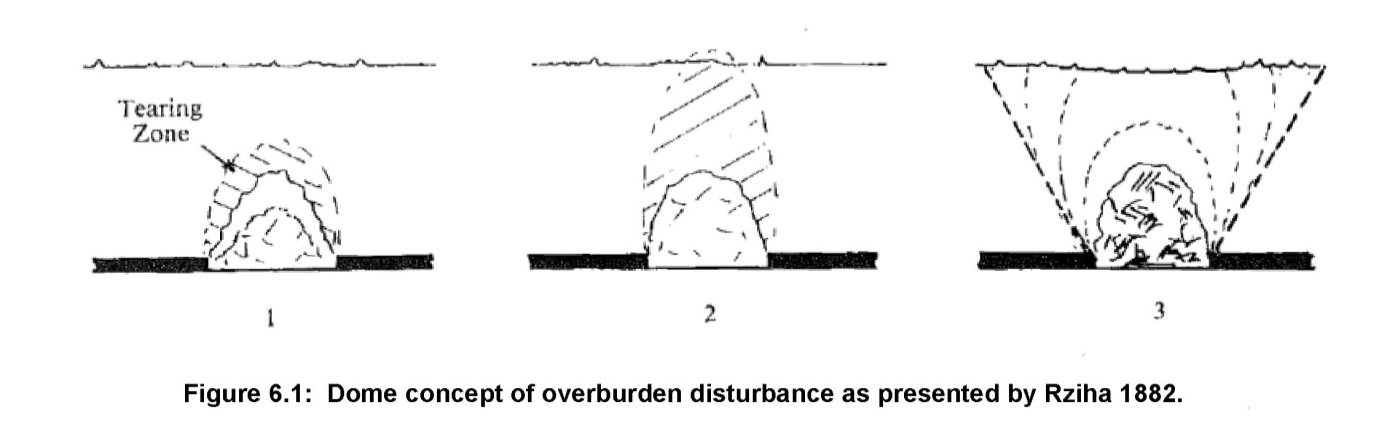 Tearing
Zone
1
2
3
Figure 6.1:  Dome concept of overburden disturbance as presented by Rziha 1882.